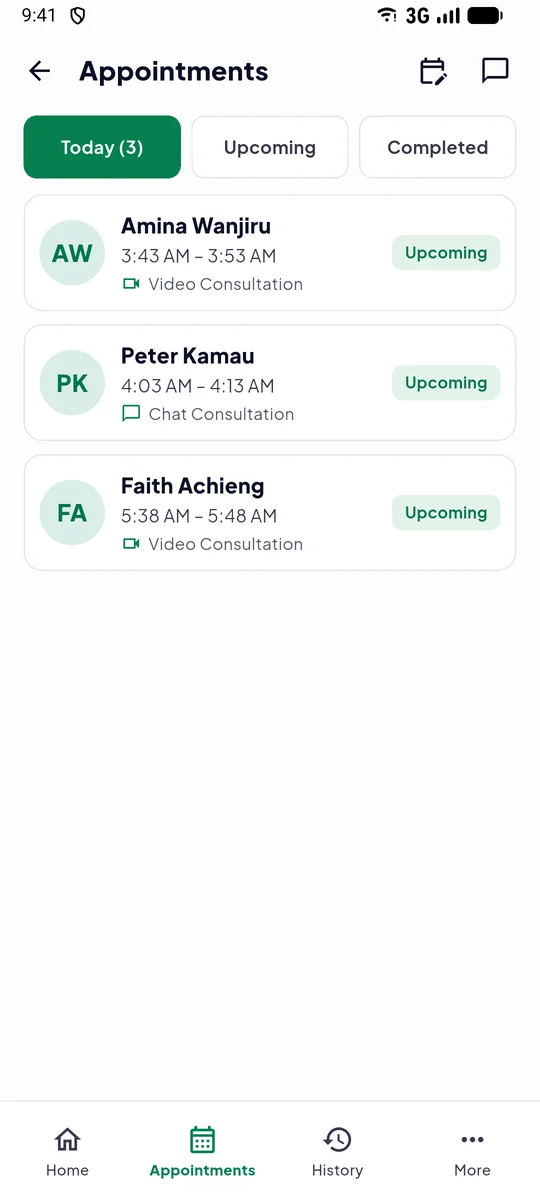 9:41
3G
Appointments
Today (3)
Upcoming
Completed
AW
Amina Wanjiru
3:43 AM – 3:53 AM
Video Consultation
Upcoming
PK
Peter Kamau
4:03 AM – 4:13 AM
Chat Consultation
Upcoming
FA
Faith Achieng
5:38 AM – 5:48 AM
Video Consultation
Upcoming
Home
Appointments
History
More